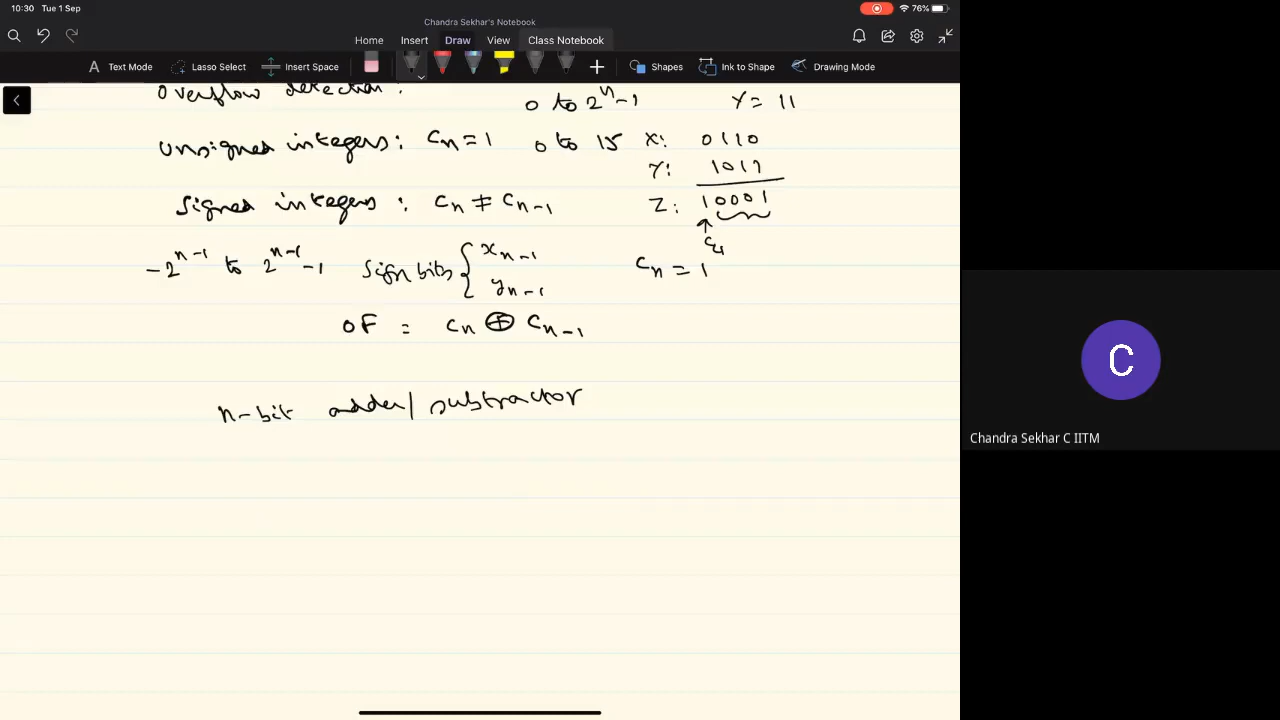 10:30 Tue 1 Sep
76%
Chandra Sekhar's Notebook
Home Insert Draw View Class Notebook
Text Mode Lasso Select Insert Space Shapes Ink to Shape Drawing Mode
overflow detection:
0 to 2^n-1 Y = 11
unsigned integers: Cn = 1 0 to 15 X: 0110
Y: 1011
signed integers: Cn ≠ Cn-1 Z: 10001
C4
-2^n-1 to 2^n-1 -1 sign bits { xn-1
yn-1
Cn = 1
OF = Cn ⊕ Cn-1
n-bit adder/subtractor
C
Chandra Sekhar C IITM